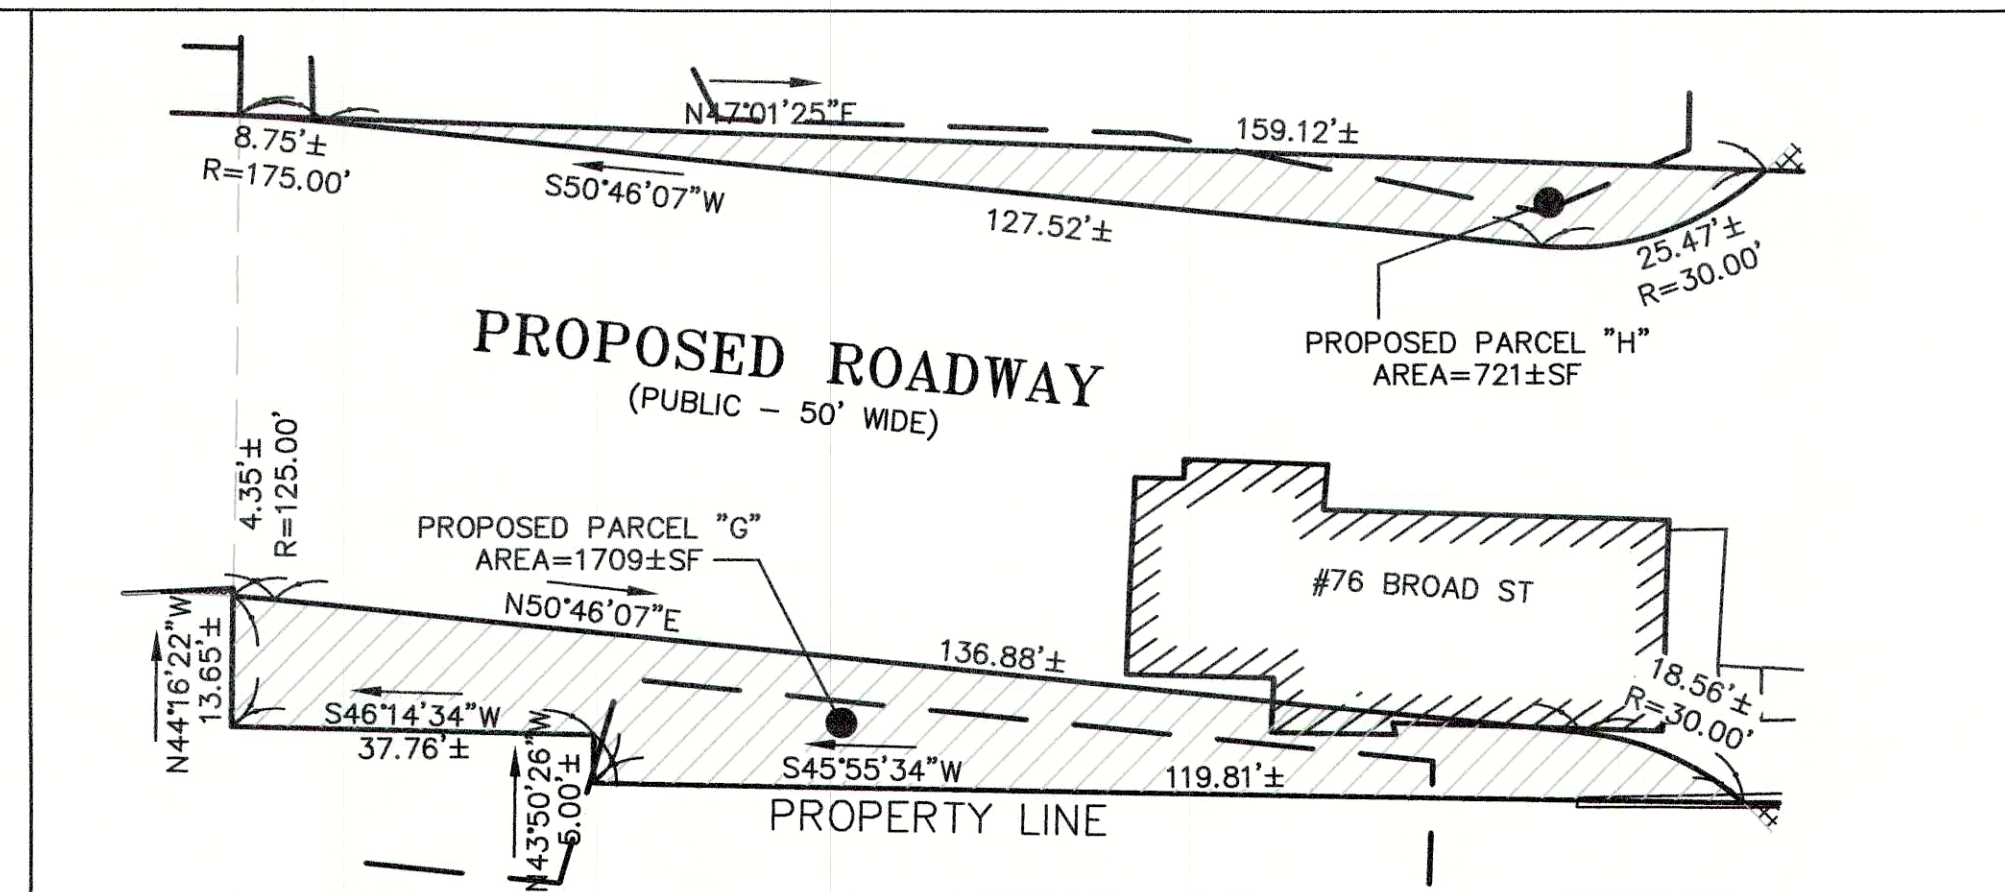 N47°01'25"E
159.12'±
8.75'±
R=175.00'
S50°46'07"W
127.52'±
25.47'±
R=30.00'
PROPOSED PARCEL "H"
AREA=721±SF
PROPOSED ROADWAY
(PUBLIC – 50' WIDE)
4.35'±
R=125.00'
PROPOSED PARCEL "G"
AREA=1709±SF
N50°46'07"E
136.88'±
#76 BROAD ST
18.56'±
R=30.00'
N44°16'22"W
13.65'±
S46°14'34"W
37.76'±
N43°50'26"W
5.00'±
S45°55'34"W
119.81'±
PROPERTY LINE